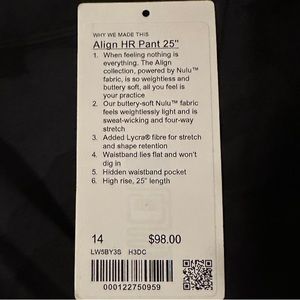 WHY WE MADE THIS
Align HR Pant 25"
1. When feeling nothing is
everything. The Align
collection, powered by Nulu™
fabric, is so weightless and
buttery soft, all you feel is
your practice
2. Our buttery-soft Nulu™ fabric
feels weightlessly light and is
sweat-wicking and four-way
stretch
3. Added Lycra® fibre for stretch
and shape retention
4. Waistband lies flat and won't
dig in
5. Hidden waistband pocket
6. High rise, 25" length
14 $98.00
LW5BY3S H3DC
000122750959